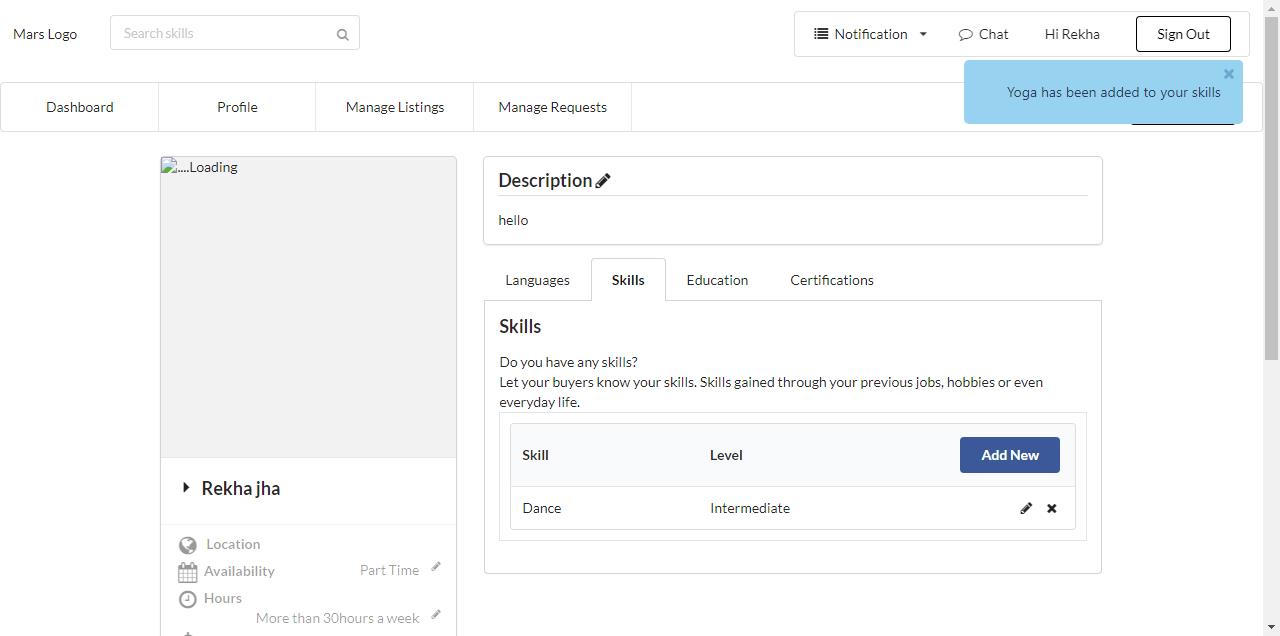 Mars Logo
Search skills
Notification
Chat
Hi Rekha
Sign Out
Yoga has been added to your skills
Dashboard
Profile
Manage Listings
Manage Requests
....Loading
Description
hello
Languages
Skills
Education
Certifications
Skills
Do you have any skills?
Let your buyers know your skills. Skills gained through your previous jobs, hobbies or even
everyday life.
Skill
Level
Add New
Dance
Intermediate
Rekha jha
Location
Availability
Part Time
Hours
More than 30hours a week